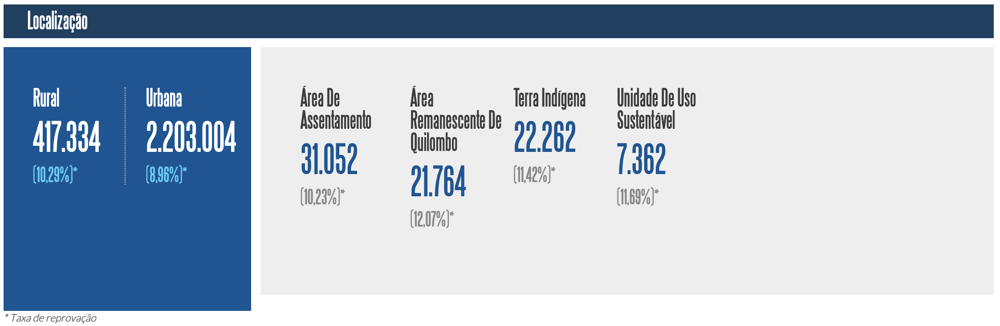 Localização
Rural
417.334
(10,29%)*
Urbana
2.203.004
(8,96%)*
Área De
Assentamento
31.052
(10,23%)*
Área
Remanescente De
Quilombo
21.764
(12,07%)*
Terra Indígena
22.262
(11,42%)*
Unidade De Uso
Sustentável
7.362
(11,69%)*
* Taxa de reprovação